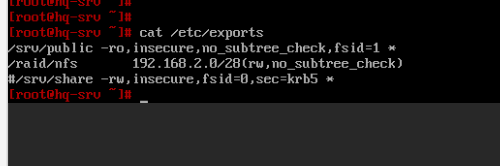 [root@hq-srv ~]#
[root@hq-srv ~]#
[root@hq-srv ~]# cat /etc/exports
/srv/public -ro,insecure,no_subtree_check,fsid=1 *
/raid/nfs 192.168.2.0/28(rw,no_subtree_check)
#/srv/share -rw,insecure,fsid=0,sec=krb5 *
[root@hq-srv ~]# _